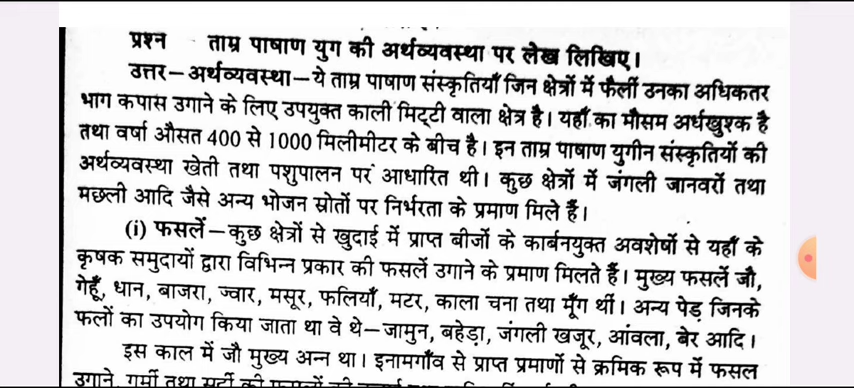 प्रश्न ताम्र पाषाण युग की अर्थव्यवस्था पर लेख लिखिए।
उत्तर – अर्थव्यवस्था – ये ताम्र पाषाण संस्कृतियाँ जिन क्षेत्रों में फैलीं उनका अधिकतर
भाग कपास उगाने के लिए उपयुक्त काली मिट्टी वाला क्षेत्र है। यहाँ का मौसम अर्धखुश्क है
तथा वर्षा औसत 400 से 1000 मिलीमीटर के बीच है। इन ताम्र पाषाण युगीन संस्कृतियों की
अर्थव्यवस्था खेती तथा पशुपालन पर आधारित थी। कुछ क्षेत्रों में जंगली जानवरों तथा
मछली आदि जैसे अन्य भोजन स्रोतों पर निर्भरता के प्रमाण मिले हैं।
(i) फसलें – कुछ क्षेत्रों से खुदाई में प्राप्त बीजों के कार्बनयुक्त अवशेषों से यहाँ के
कृषक समुदायों द्वारा विभिन्न प्रकार की फसलें उगाने के प्रमाण मिलते हैं। मुख्य फसलें जौ,
गेहूँ, धान, बाजरा, ज्वार, मसूर, फलियाँ, मटर, काला चना तथा मूँग थीं। अन्य पेड़ जिनके
फलों का उपयोग किया जाता था वे थे – जामुन, बहेड़ा, जंगली खजूर, आंवला, बेर आदि।
इस काल में जौ मुख्य अन्न था। इनामगाँव से प्राप्त प्रमाणों से क्रमिक रूप में फसल
उगाने, गर्मी तथा सर्दी की फसलों की